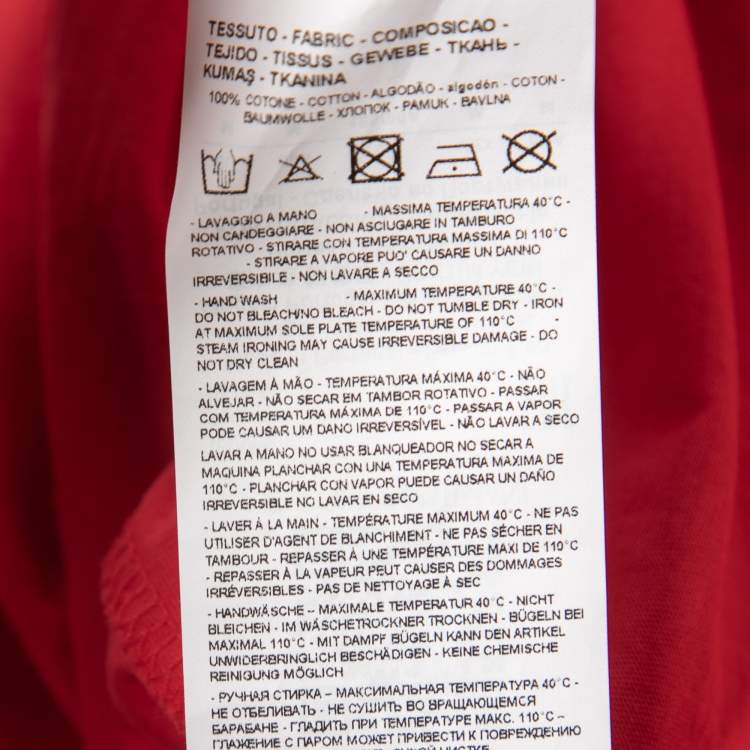 TESSUTO - FABRIC - COMPOSICAO -
TEJIDO - TISSUS - GEWEBE - ТКАНЬ -
KUMAŞ - TKANINA
100% COTONE - COTTON - ALGODÃO - algodón - COTON -
BAUMWOLLE - ХЛОПОК - PAMUK - BAVLNA
- LAVAGGIO A MANO - MASSIMA TEMPERATURA 40°C -
NON CANDEGGIARE - NON ASCIUGARE IN TAMBURO
ROTATIVO - STIRARE CON TEMPERATURA MASSIMA DI 110°C
- STIRARE A VAPORE PUO' CAUSARE UN DANNO
IRREVERSIBILE - NON LAVARE A SECCO
- HAND WASH - MAXIMUM TEMPERATURE 40°C -
DO NOT BLEACH/NO BLEACH - DO NOT TUMBLE DRY - IRON
AT MAXIMUM SOLE PLATE TEMPERATURE OF 110°C -
STEAM IRONING MAY CAUSE IRREVERSIBLE DAMAGE - DO
NOT DRY CLEAN
- LAVAGEM À MÃO - TEMPERATURA MÁXIMA 40°C - NÃO
ALVEJAR - NÃO SECAR EM TAMBOR ROTATIVO - PASSAR
COM TEMPERATURA MÁXIMA DE 110°C - PASSAR A VAPOR
PODE CAUSAR UM DANO IRREVERSÍVEL - NÃO LAVAR A SECO
LAVAR A MANO NO USAR BLANQUEADOR NO SECAR A
MAQUINA PLANCHAR CON UNA TEMPERATURA MAXIMA DE
110°C - PLANCHAR CON VAPOR PUEDE CAUSAR UN DAÑO
IRREVERSIBLE NO LAVAR EN SECO
- LAVER À LA MAIN - TEMPÉRATURE MAXIMUM 40°C - NE PAS
UTILISER D'AGENT DE BLANCHIMENT - NE PAS SÉCHER EN
TAMBOUR - REPASSER À UNE TEMPÉRATURE MAXI DE 110°C
- REPASSER À LA VAPEUR PEUT CAUSER DES DOMMAGES
IRRÉVERSIBLES - PAS DE NETTOYAGE À SEC
- HANDWÄSCHE – MAXIMALE TEMPERATUR 40°C - NICHT
BLEICHEN - IM WÄSCHETROCKNER TROCKNEN - BÜGELN BEI
MAXIMAL 110°C - MIT DAMPF BÜGELN KANN DEN ARTIKEL
UNWIDERBRINGLICH BESCHÄDIGEN - KEINE CHEMISCHE
REINIGUNG MÖGLICH
- РУЧНАЯ СТИРКА – МАКСИМАЛЬНАЯ ТЕМПЕРАТУРА 40°C -
НЕ ОТБЕЛИВАТЬ - НЕ СУШИТЬ ВО ВРАЩАЮЩЕМСЯ
БАРАБАНЕ - ГЛАДИТЬ ПРИ ТЕМПЕРАТУРЕ МАКС. 110°C –
ГЛАЖЕНИЕ С ПАРОМ МОЖЕТ ПРИВЕСТИ К ПОВРЕЖДЕНИЮ